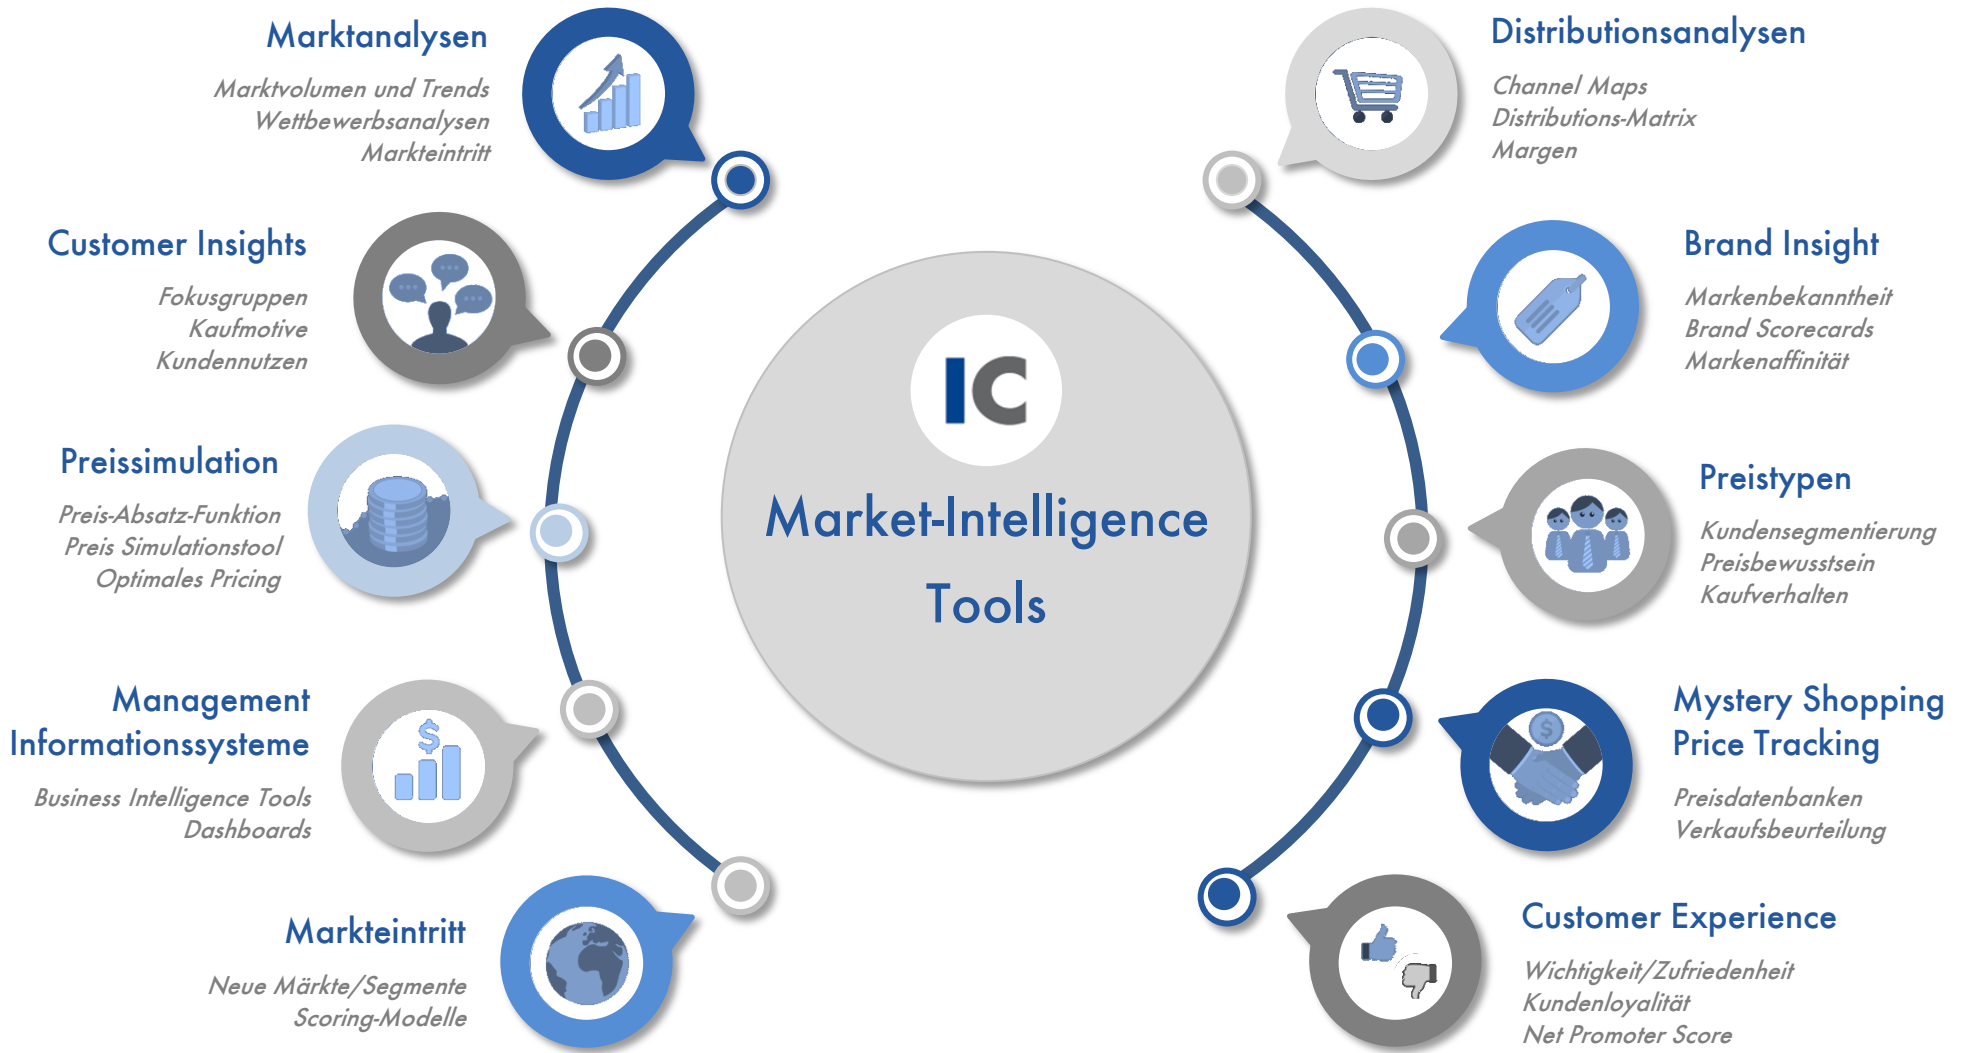 Marktanalysen
Marktvolumen und Trends
Wettbewerbsanalysen
Markteintritt
Customer Insights
Fokusgruppen
Kaufmotive
Kundennutzen
Preissimulation
Preis-Absatz-Funktion
Preis Simulationstool
Optimales Pricing
Management
Informationssysteme
Business Intelligence Tools
Dashboards
Markteintritt
Neue Märkte/Segmente
Scoring-Modelle
IC
Market-Intelligence
Tools
Distributionsanalysen
Channel Maps
Distributions-Matrix
Margen
Brand Insight
Markenbekanntheit
Brand Scorecards
Markenaffinität
Preistypen
Kundensegmentierung
Preisbewusstsein
Kaufverhalten
Mystery Shopping
Price Tracking
Preisdatenbanken
Verkaufsbeurteilung
Customer Experience
Wichtigkeit/Zufriedenheit
Kundenloyalität
Net Promoter Score